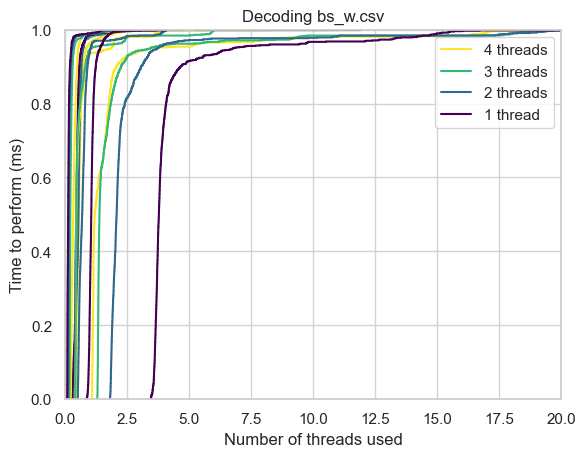 Decoding bs_w.csv
1.0
0.8
0.6
0.4
0.2
0.0
Time to perform (ms)
4 threads
3 threads
2 threads
1 thread
0.0 2.5 5.0 7.5 10.0 12.5 15.0 17.5 20.0
Number of threads used